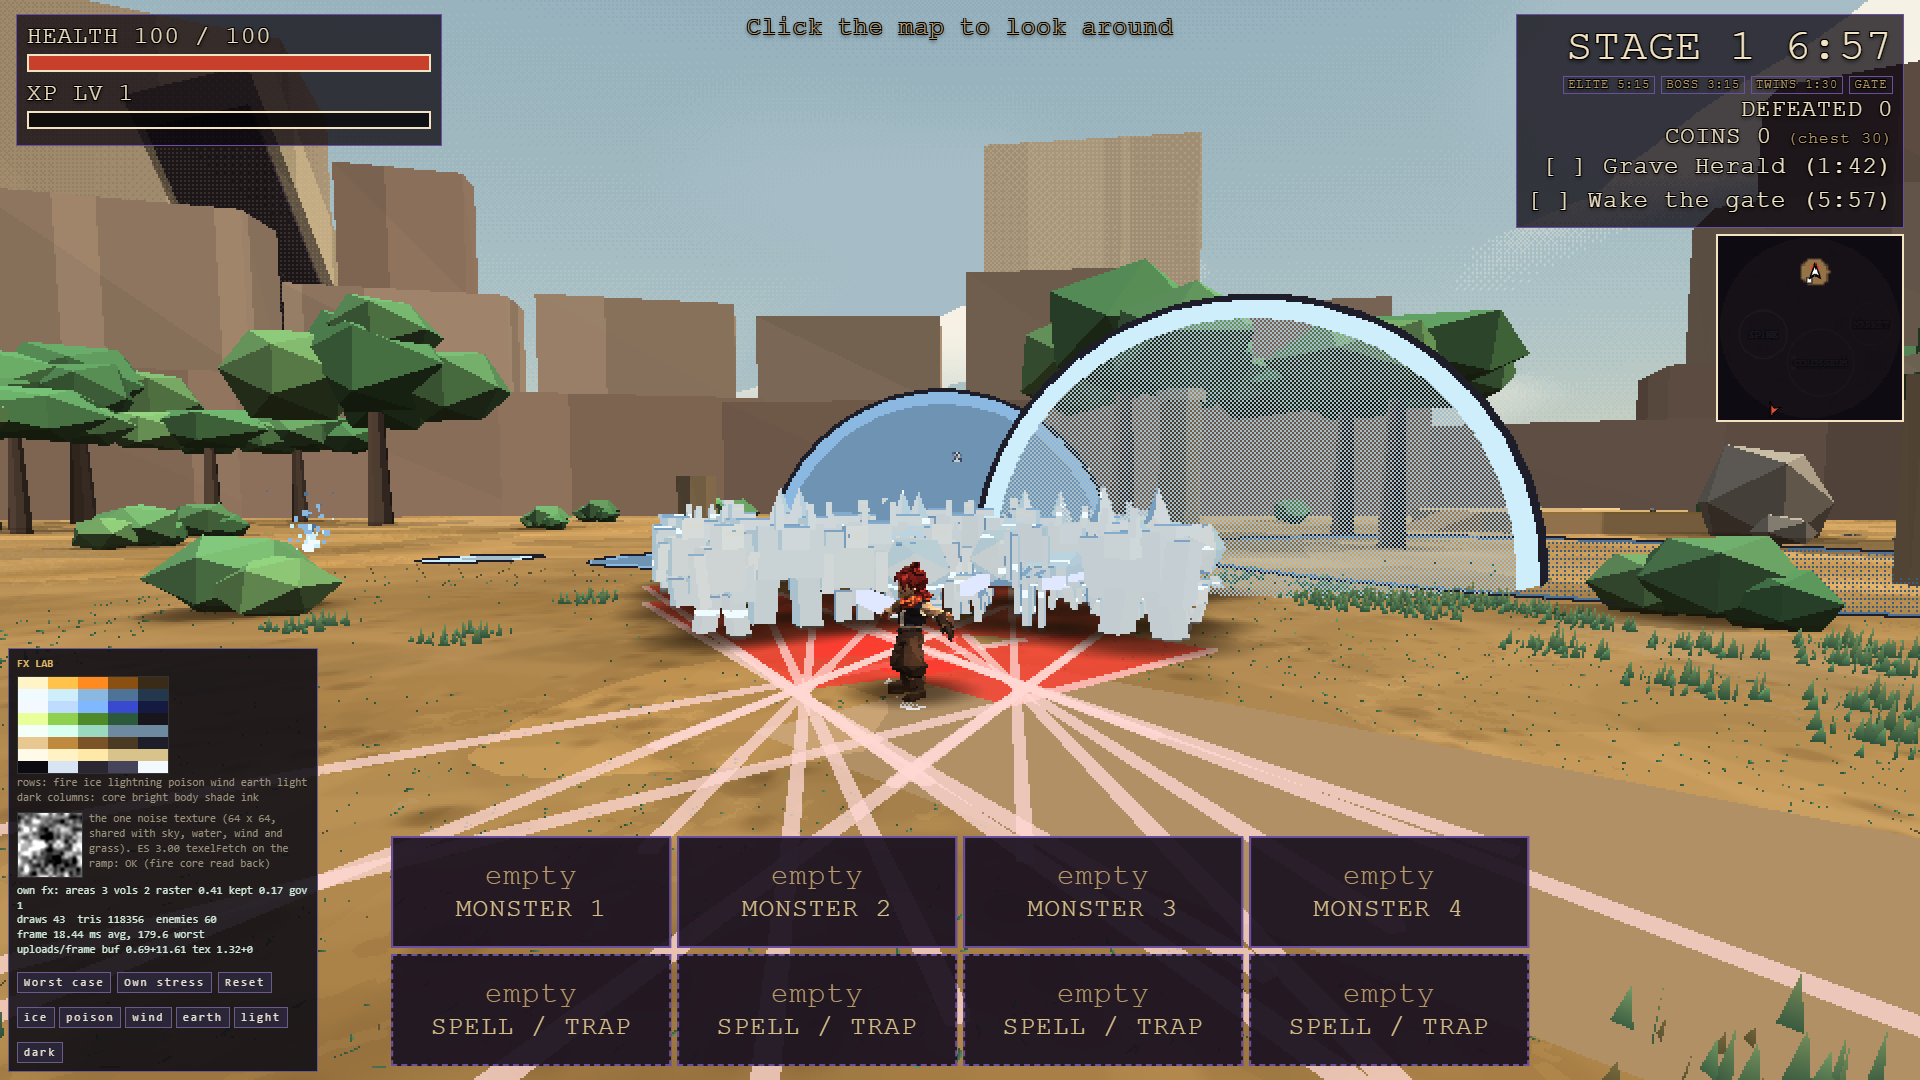 HEALTH 100 / 100
XP LV 1
Click the map to look around
STAGE 1 6:57
ELITE 5:15 BOSS 3:15 TWINS 1:30 GATE
DEFEATED 0
COINS 0 (chest 30)
[ ] Grave Herald (1:42)
[ ] Wake the gate (5:57)
FX LAB
rows: fire ice lightning poison wind earth light
dark columns: core bright body shade ink
the one noise texture (64 x 64,
shared with sky, water, wind and
grass). ES 3.00 texelFetch on the
ramp: OK (fire core read back)
own fx: areas 3 vols 2 raster 0.41 kept 0.17 gov
1
draws 43 tris 118356 enemies 60
frame 18.44 ms avg, 179.6 worst
uploads/frame buf 0.69+11.61 tex 1.32+0
Worst case Own stress Reset
ice poison wind earth light
dark
empty
MONSTER 1
empty
MONSTER 2
empty
MONSTER 3
empty
MONSTER 4
empty
SPELL / TRAP
empty
SPELL / TRAP
empty
SPELL / TRAP
empty
SPELL / TRAP